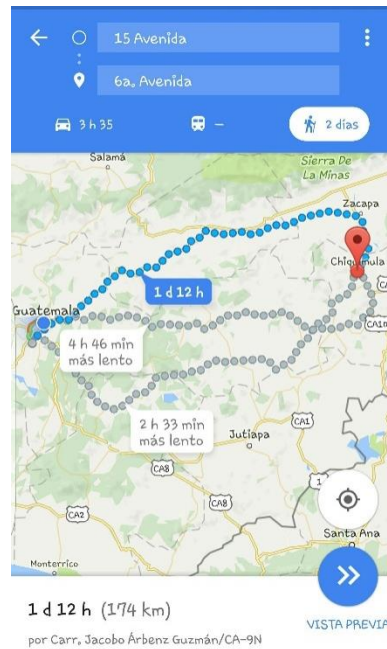 15 Avenida
6a. Avenida
3 h 35
–
2 días
Salamá
Sierra De
La Minas
Zacapa
Chiquimula
1 d 12 h
Guatemala
CA10
4 h 46 min
más lento
2 h 33 min
más lento
Jutiapa
CA1
CA8
CA8
CA2
1
Santa Ana
Monterrico
1 d 12 h (174 km)
VISTA PREVIA
por Carr. Jacobo Árbenz Guzmán/CA-9N